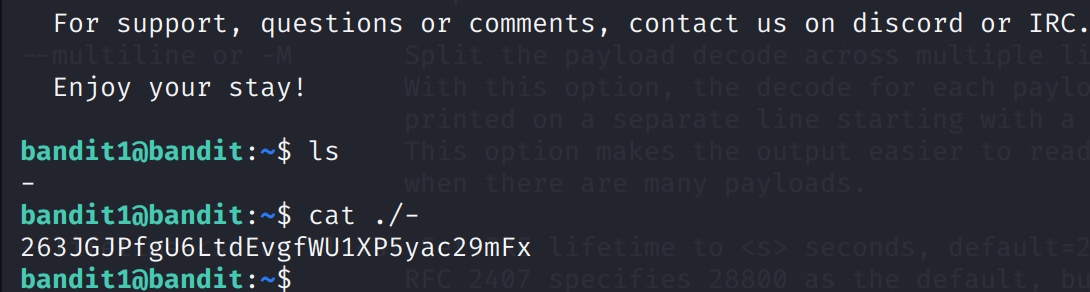 For support, questions or comments, contact us on discord or IRC.
--multiline or -M Split the payload decode across multiple li
Enjoy your stay! With this option, the decode for each paylo
printed on a separate line starting with a
bandit1@bandit:~$ ls This option makes the output easier to read
- when there are many payloads.
bandit1@bandit:~$ cat ./-
263JGJPfgU6LtdEvgfWU1XP5yac29mFx lifetime to <s> seconds, default=2
bandit1@bandit:~$ RFC 2407 specifies 28800 as the default, bu